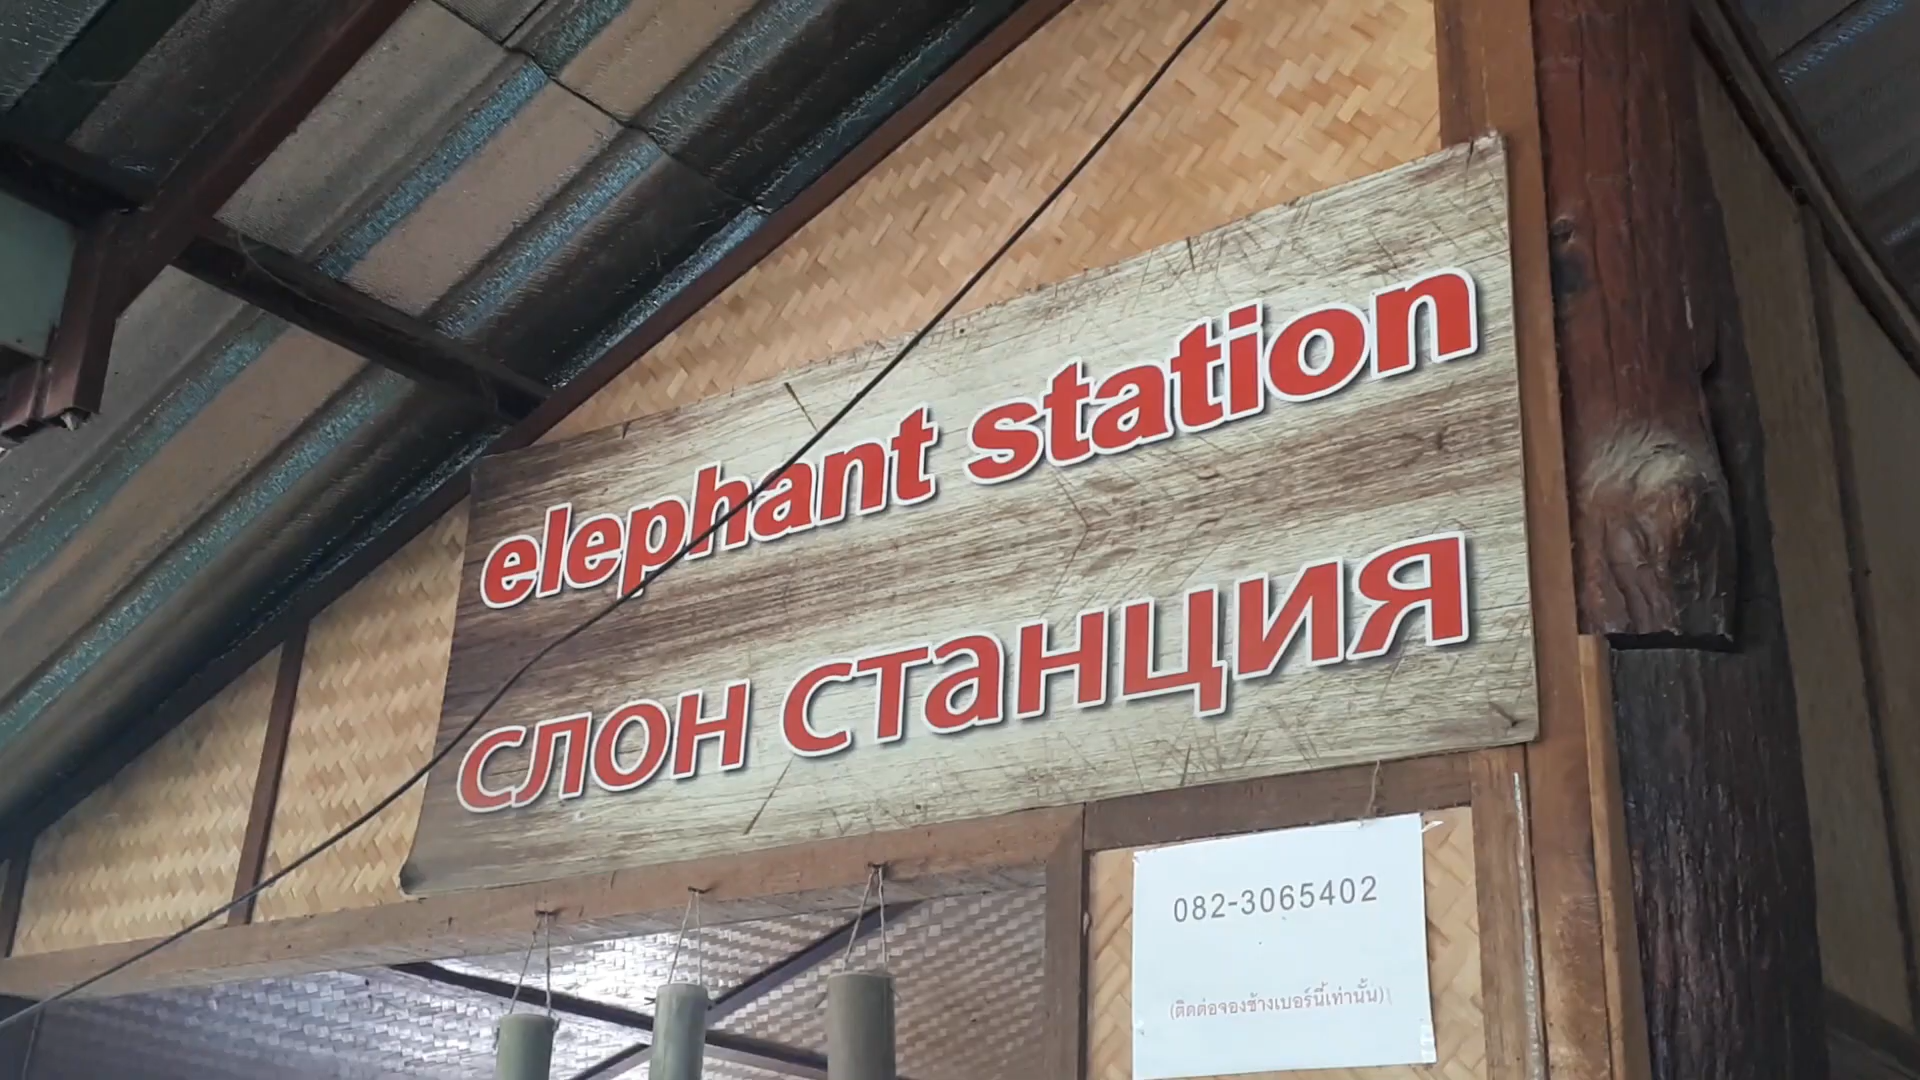 elephant station
слон станция
082-3065402
(ติดต่อจองช้างเบอร์นี้เท่านั้น)